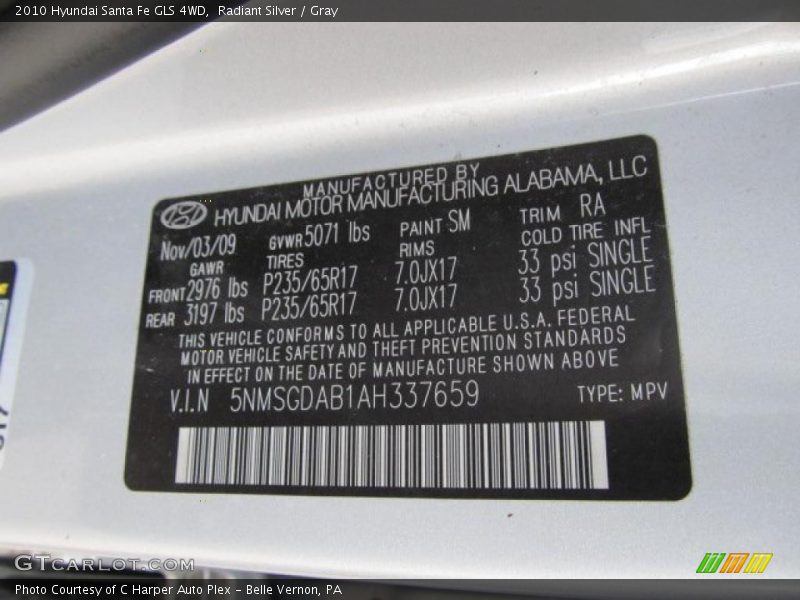 2010 Hyundai Santa Fe GLS 4WD,  Radiant Silver / Gray
MANUFACTURED BY
HYUNDAI MOTOR MANUFACTURING ALABAMA, LLC
Nov/03/09 GVWR 5071 lbs PAINT SM TRIM RA
GAWR TIRES RIMS COLD TIRE INFL
FRONT 2976 lbs P235/65R17 7.0JX17 33 psi SINGLE
REAR 3197 lbs P235/65R17 7.0JX17 33 psi SINGLE
THIS VEHICLE CONFORMS TO ALL APPLICABLE U.S.A. FEDERAL
MOTOR VEHICLE SAFETY AND THEFT PREVENTION STANDARDS
IN EFFECT ON THE DATE OF MANUFACTURE SHOWN ABOVE
V.I.N 5NMSGDAB1AH337659 TYPE: MPV
GTCARLOT.COM
Photo Courtesy of C Harper Auto Plex – Belle Vernon, PA